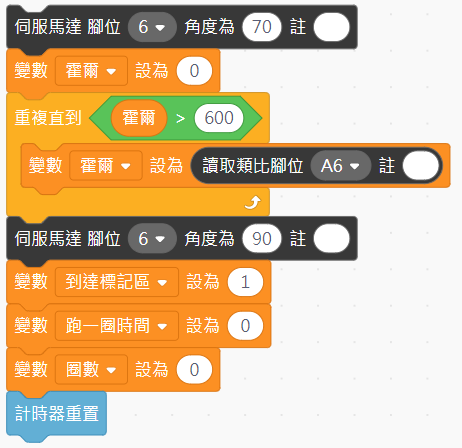 伺服馬達 腳位 6 角度為 70 註
變數 霍爾 設為 0
重複直到 霍爾 > 600
變數 霍爾 設為 讀取類比腳位 A6 註
伺服馬達 腳位 6 角度為 90 註
變數 到達標記區 設為 1
變數 跑一圈時間 設為 0
變數 圈數 設為 0
計時器重置